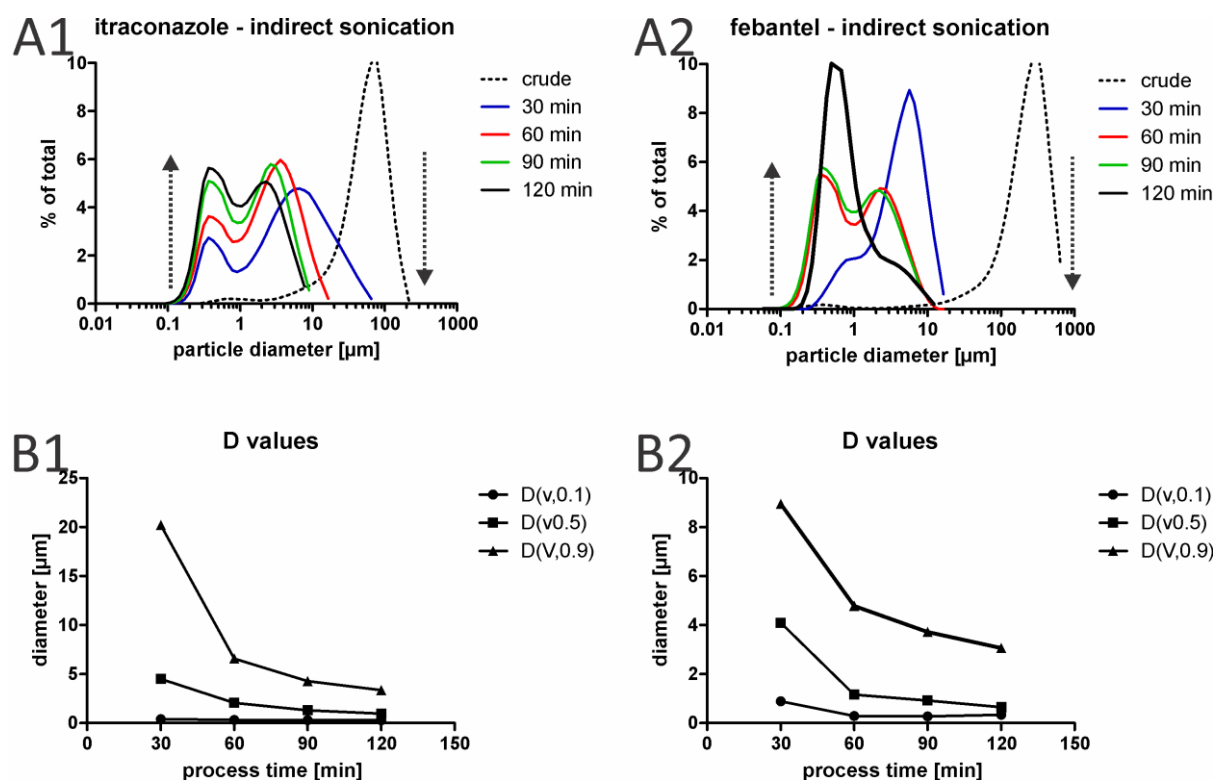 A1
itraconazole - indirect sonication
% of total
10
8
6
4
2
0
0.01 0.1 1 10 100 1000
particle diameter [µm]
crude
30 min
60 min
90 min
120 min
A2
febantel - indirect sonication
% of total
10
8
6
4
2
0
0.01 0.1 1 10 100 1000
particle diameter [µm]
crude
30 min
60 min
90 min
120 min
B1
D values
diameter [µm]
25
20
15
10
5
0
0 30 60 90 120 150
process time [min]
D(v,0.1)
D(v0.5)
D(V,0.9)
B2
D values
diameter [µm]
10
8
6
4
2
0
0 30 60 90 120 150
process time [min]
D(v,0.1)
D(v0.5)
D(V,0.9)